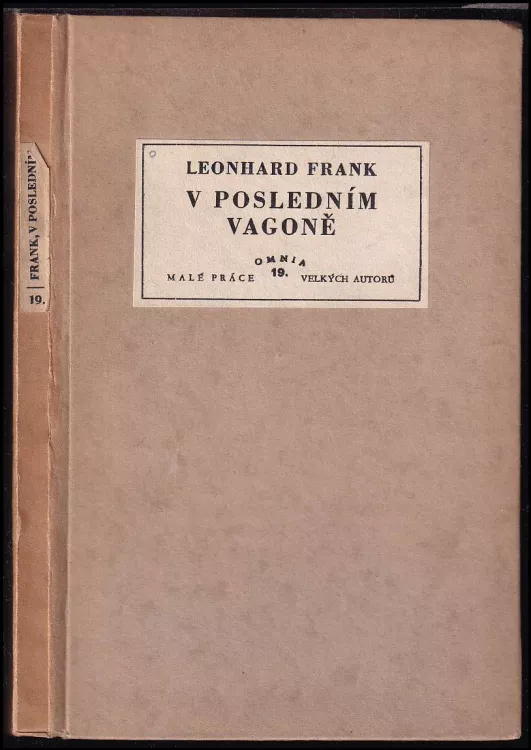 LEONHARD FRANK
V POSLEDNÍM
VAGONĚ
OMNIA
MALÉ PRÁCE 19. VELKÝCH AUTORŮ
19. FRANK, V POSLEDNÍ